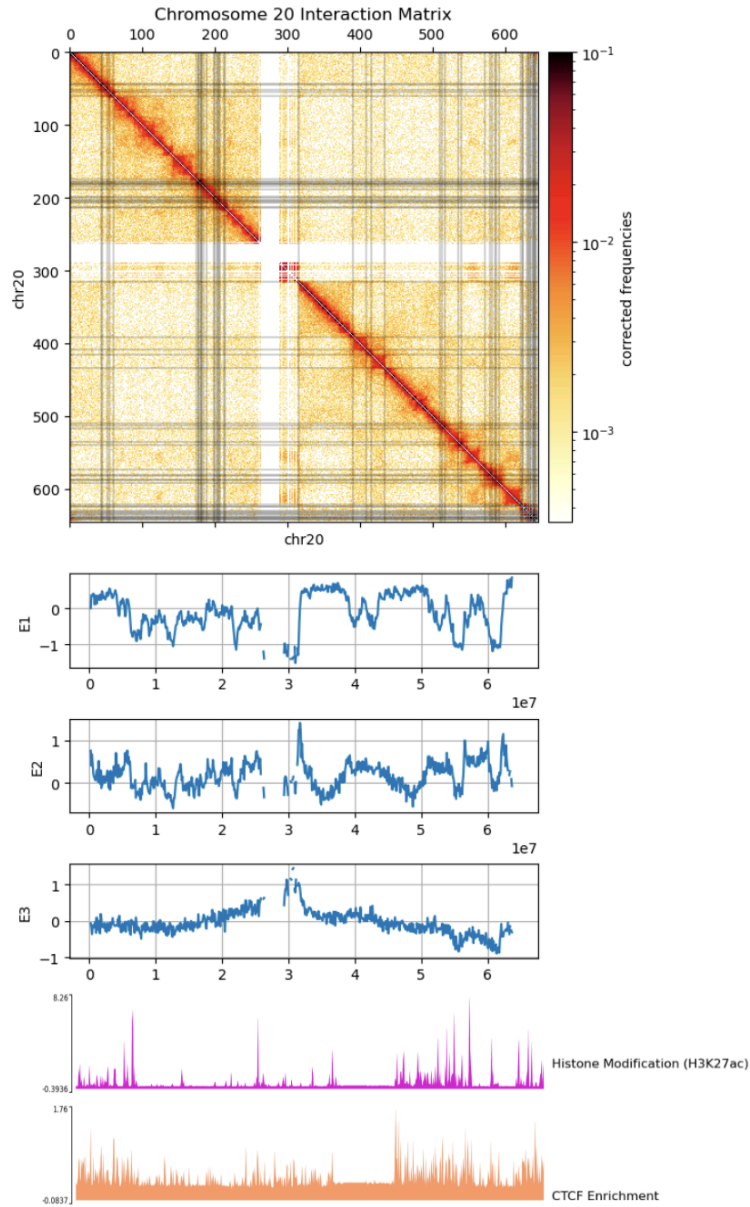 Chromosome 20 Interaction Matrix
0 100 200 300 400 500 600
0
100
200
300
400
500
600
chr20
chr20
10⁻¹
10⁻²
10⁻³
corrected frequencies
E1
0
−1
0 1 2 3 4 5 6
1e7
E2
1
0
0 1 2 3 4 5 6
1e7
E3
1
0
−1
0 1 2 3 4 5 6
8.26
-0.3936
Histone Modification (H3K27ac)
1.76
-0.0837
CTCF Enrichment